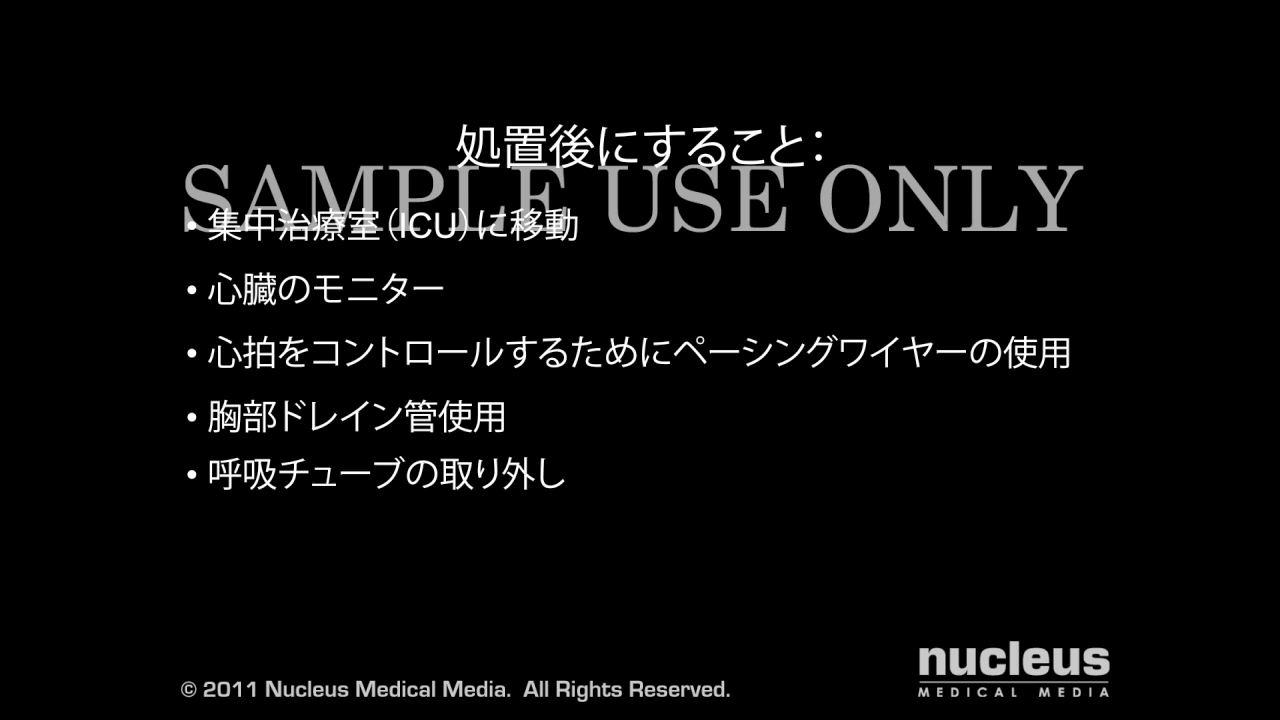 処置後にすること：
SAMPLE USE ONLY
• 集中治療室（ICU）に移動
• 心臓のモニター
• 心拍をコントロールするためにペーシングワイヤーの使用
• 胸部ドレイン管使用
• 呼吸チューブの取り外し
nucleus
MEDICAL MEDIA
© 2011 Nucleus Medical Media. All Rights Reserved.